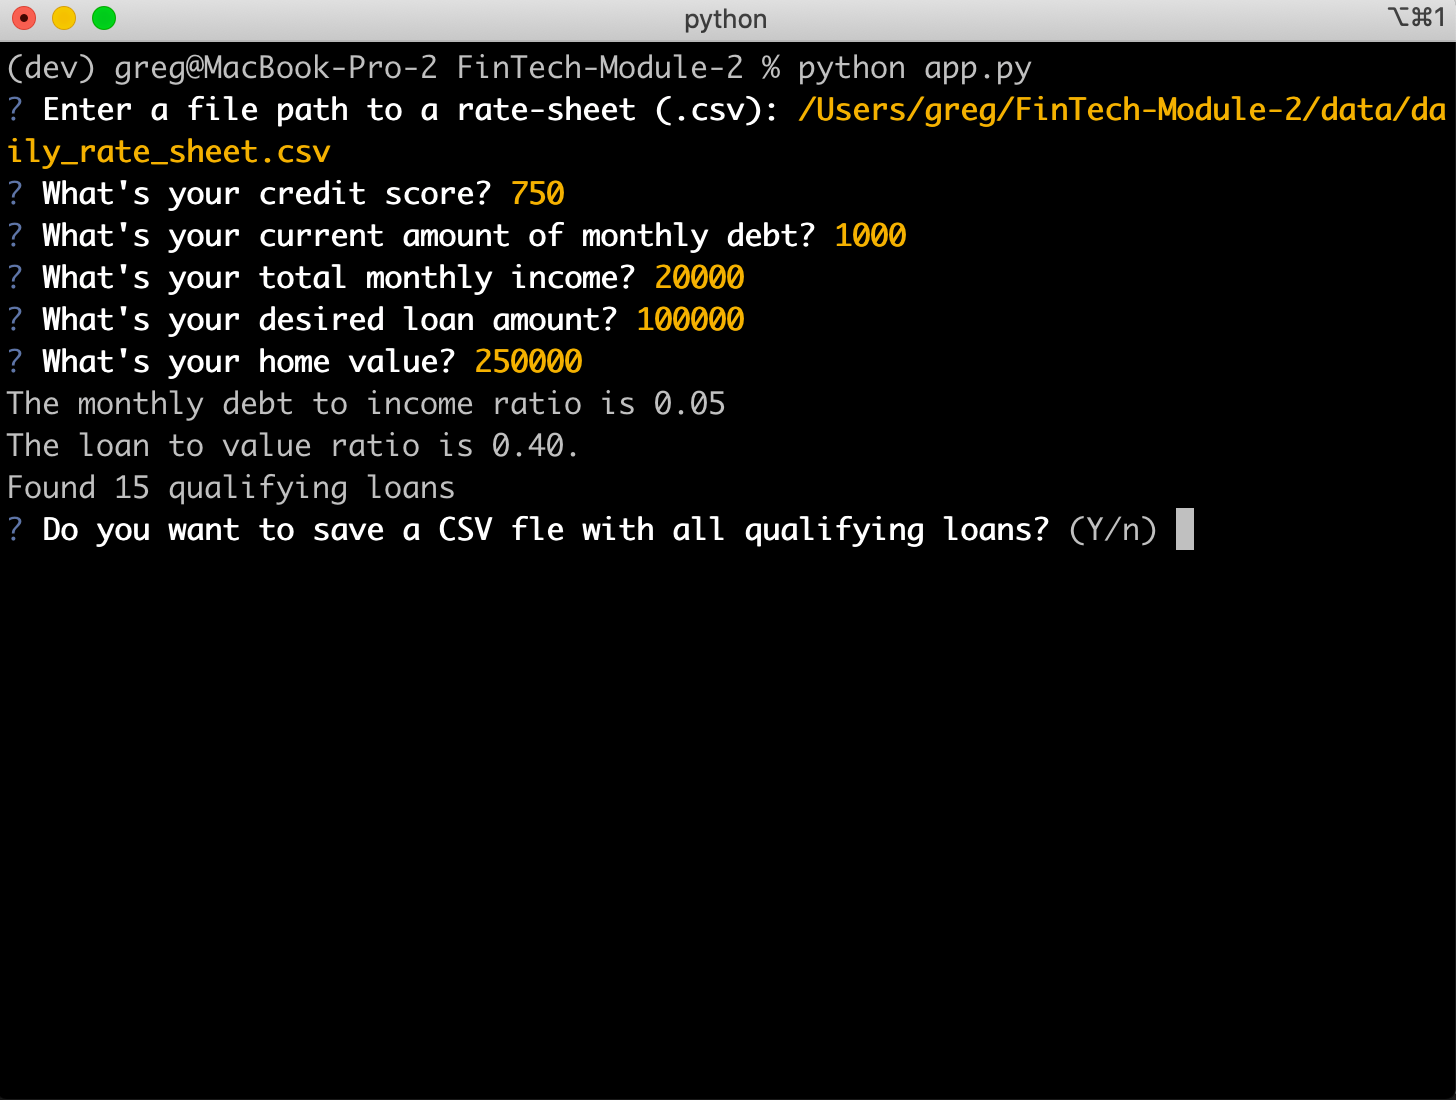 python
⌥⌘1
(dev) greg@MacBook-Pro-2 FinTech-Module-2 % python app.py
? Enter a file path to a rate-sheet (.csv): /Users/greg/FinTech-Module-2/data/da
ily_rate_sheet.csv
? What's your credit score? 750
? What's your current amount of monthly debt? 1000
? What's your total monthly income? 20000
? What's your desired loan amount? 100000
? What's your home value? 250000
The monthly debt to income ratio is 0.05
The loan to value ratio is 0.40.
Found 15 qualifying loans
? Do you want to save a CSV fle with all qualifying loans? (Y/n)